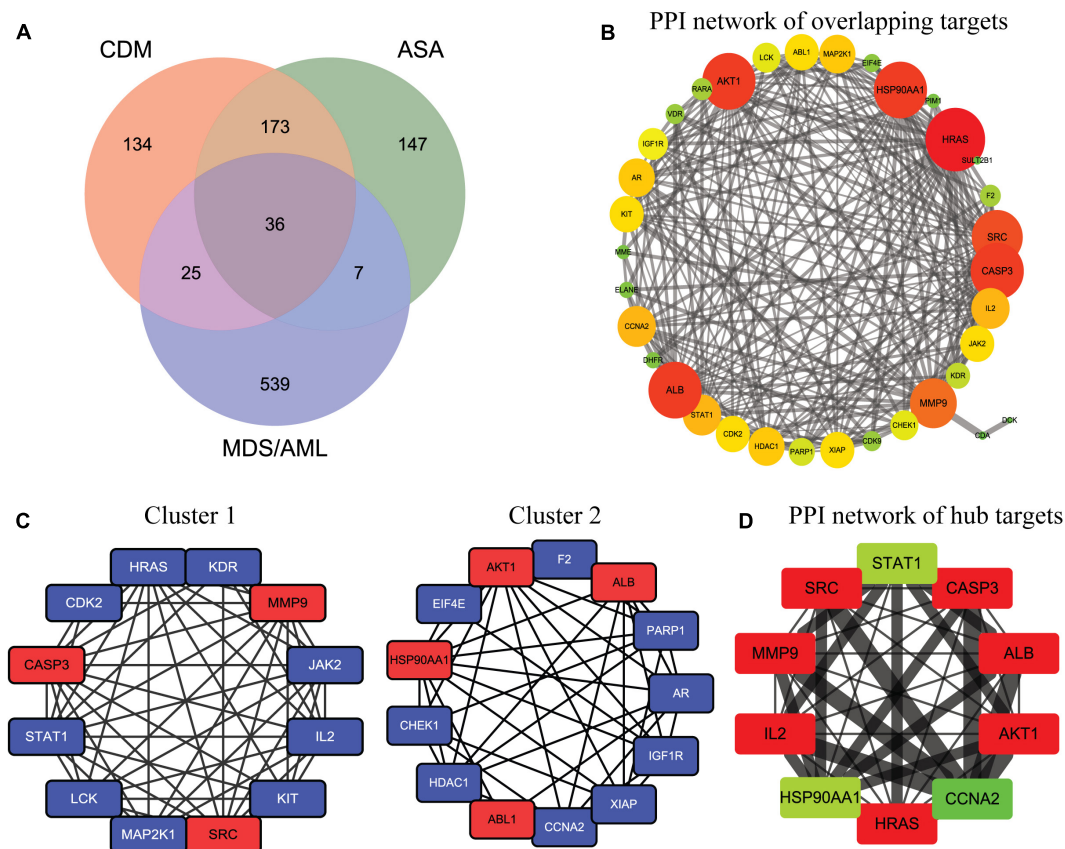 A
CDM
ASA
134
173
147
36
25
7
539
MDS/AML
B
PPI network of overlapping targets
LCK
ABL1
MAP2K1
EIF4E
AKT1
HSP90AA1
RARA
PIM1
VDR
HRAS
IGF1R
SULT2B1
AR
F2
KIT
SRC
MME
CASP3
ELANE
IL2
CCNA2
JAK2
DHFR
KDR
ALB
MMP9
STAT1
CDK2
HDAC1
PARP1
XIAP
CDK9
CHEK1
CDA
DCK
C
Cluster 1
HRAS
KDR
CDK2
MMP9
CASP3
JAK2
STAT1
IL2
LCK
KIT
MAP2K1
SRC
Cluster 2
AKT1
F2
ALB
EIF4E
PARP1
HSP90AA1
AR
CHEK1
IGF1R
HDAC1
XIAP
ABL1
CCNA2
D
PPI network of hub targets
STAT1
SRC
CASP3
MMP9
ALB
IL2
AKT1
HSP90AA1
CCNA2
HRAS